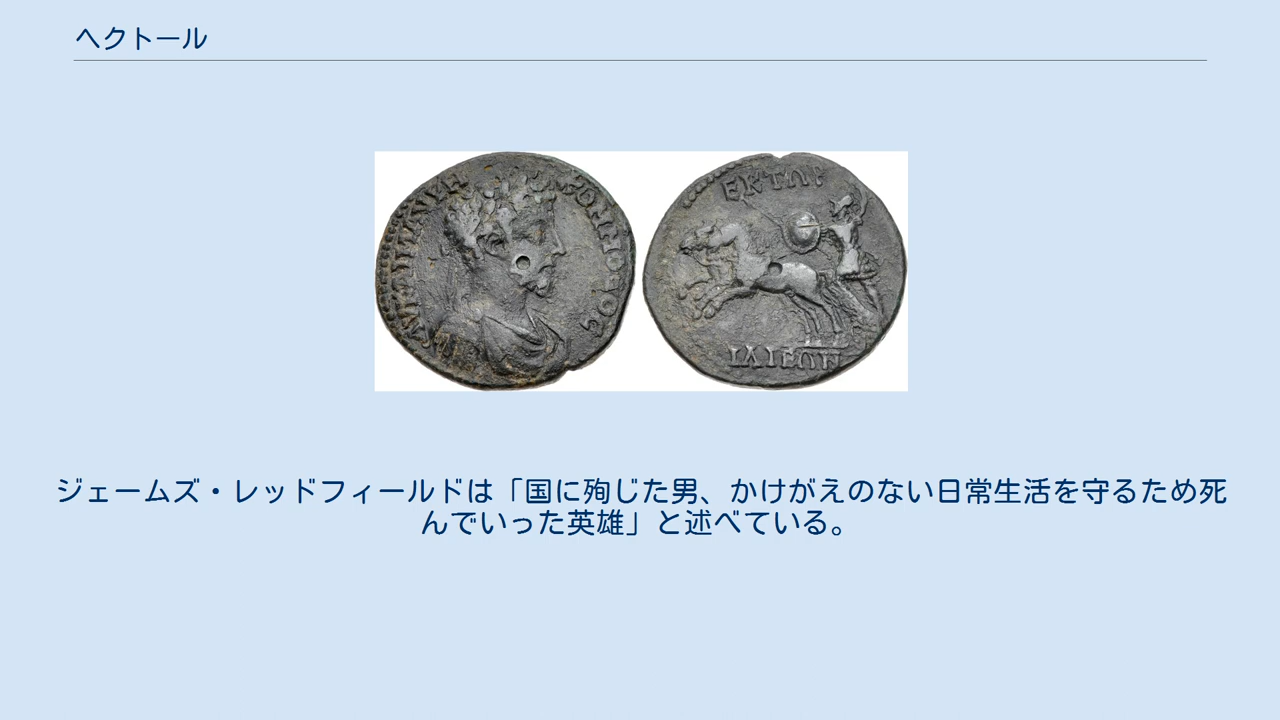 ヘクトール
ΕΚΤΩΡ
ΙΛΙΕΩΝ
ジェームズ・レッドフィールドは「国に殉じた男、かけがえのない日常生活を守るため死
んでいった英雄」と述べている。